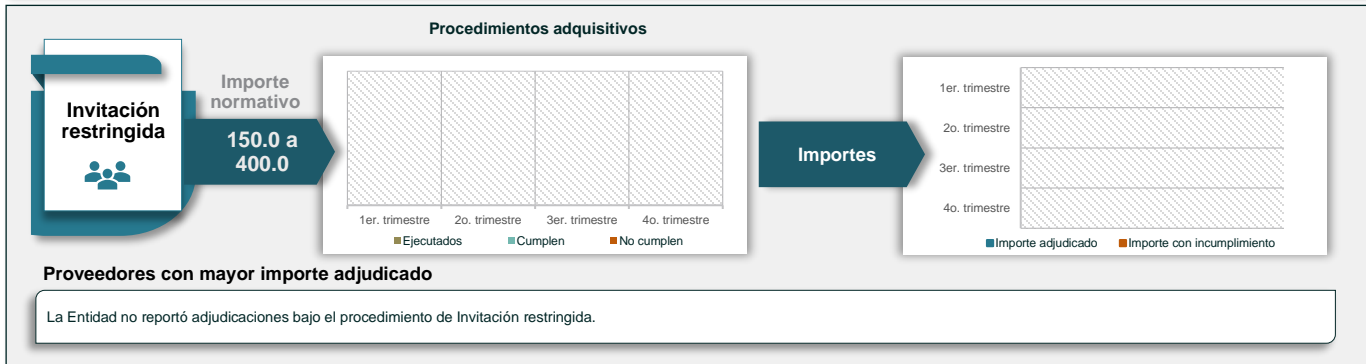 Procedimientos adquisitivos
Invitación
restringida
Importe
normativo
150.0 a
400.0
1er. trimestre 2o. trimestre 3er. trimestre 4o. trimestre
Ejecutados Cumplen No cumplen
Importes
1er. trimestre
2o. trimestre
3er. trimestre
4o. trimestre
Importe adjudicado Importe con incumplimiento
Proveedores con mayor importe adjudicado
La Entidad no reportó adjudicaciones bajo el procedimiento de Invitación restringida.